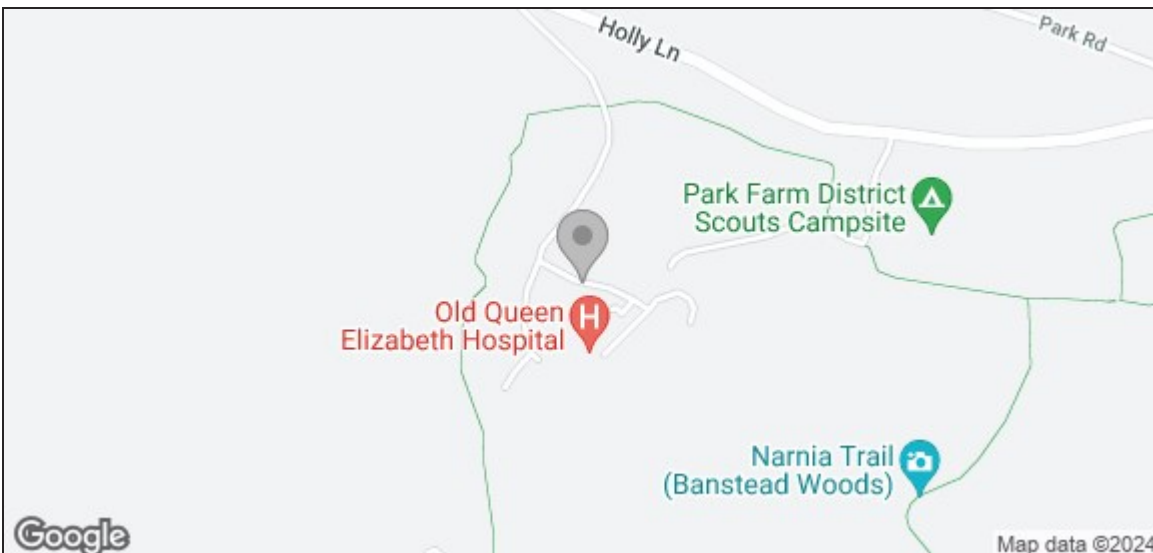 Holly Ln
Park Rd
Park Farm District
Scouts Campsite
Old Queen
Elizabeth Hospital
H
Narnia Trail
(Banstead Woods)
Google
Map data ©2024